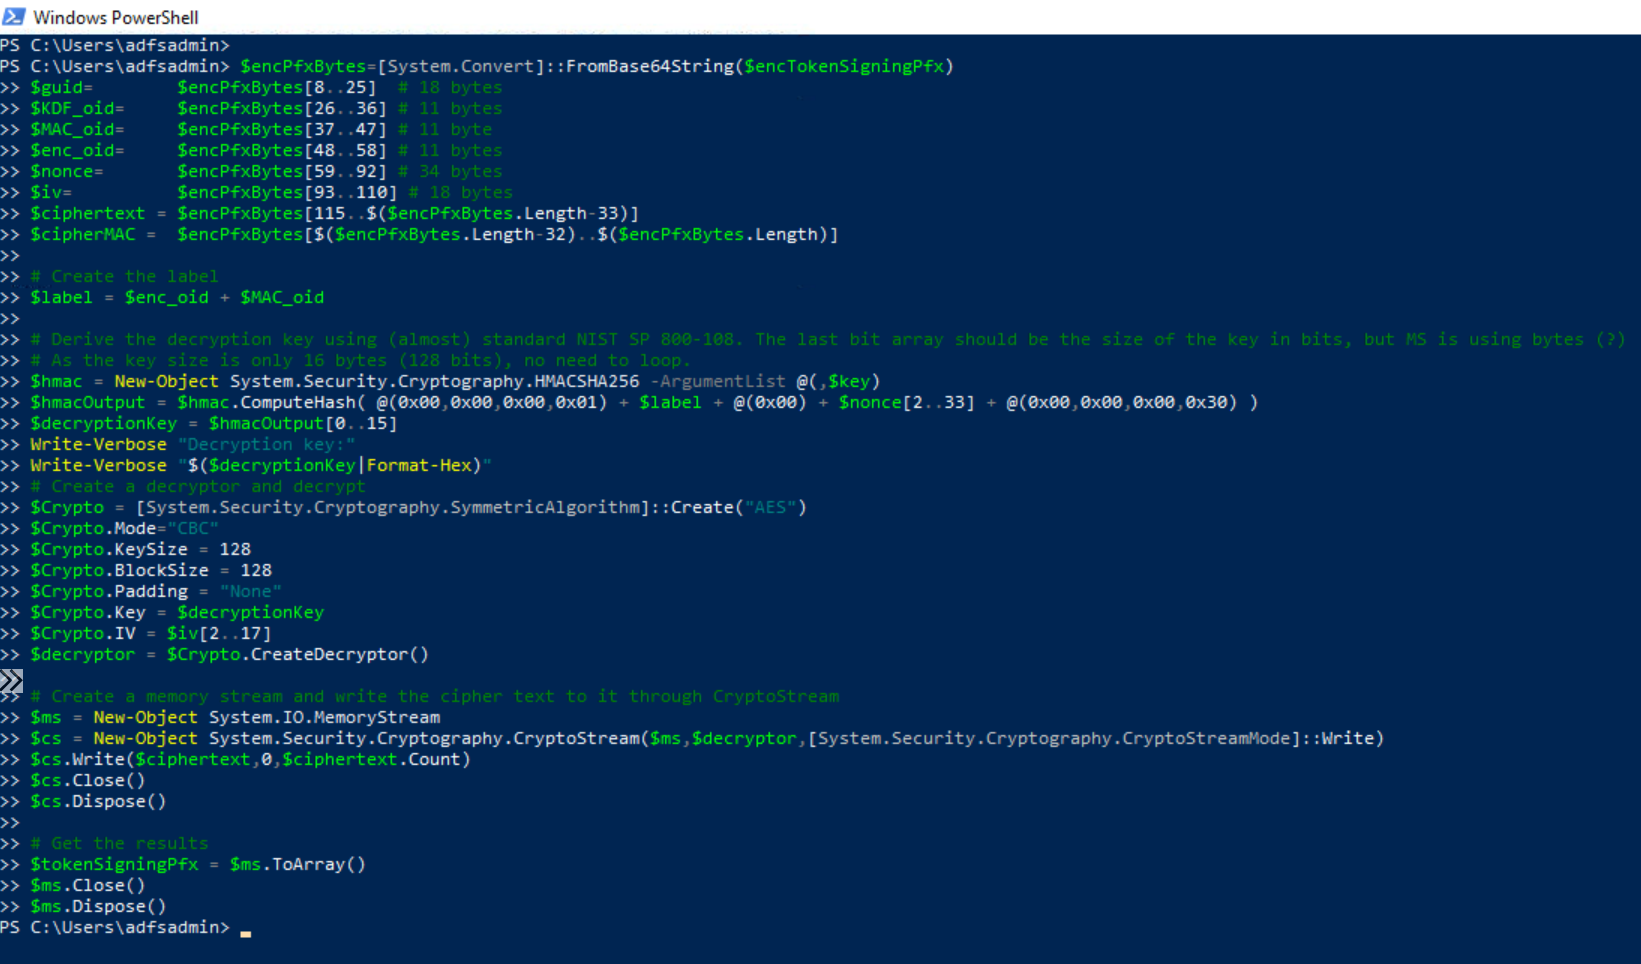 Windows PowerShell
PS C:\Users\adfsadmin>
PS C:\Users\adfsadmin> $encPfxBytes=[System.Convert]::FromBase64String($encTokenSigningPfx)
>> $guid=        $encPfxBytes[8..25]  # 18 bytes
>> $KDF_oid=     $encPfxBytes[26..36] # 11 bytes
>> $MAC_oid=     $encPfxBytes[37..47] # 11 byte
>> $enc_oid=     $encPfxBytes[48..58] # 11 bytes
>> $nonce=       $encPfxBytes[59..92] # 34 bytes
>> $iv=          $encPfxBytes[93..110] # 18 bytes
>> $ciphertext = $encPfxBytes[115..$($encPfxBytes.Length-33)]
>> $cipherMAC =  $encPfxBytes[$($encPfxBytes.Length-32)..$($encPfxBytes.Length)]
>>
>> # Create the label
>> $label = $enc_oid + $MAC_oid
>>
>> # Derive the decryption key using (almost) standard NIST SP 800-108. The last bit array should be the size of the key in bits, but MS is using bytes (?)
>> # As the key size is only 16 bytes (128 bits), no need to loop.
>> $hmac = New-Object System.Security.Cryptography.HMACSHA256 -ArgumentList @(,$key)
>> $hmacOutput = $hmac.ComputeHash( @(0x00,0x00,0x00,0x01) + $label + @(0x00) + $nonce[2..33] + @(0x00,0x00,0x00,0x30) )
>> $decryptionKey = $hmacOutput[0..15]
>> Write-Verbose "Decryption key:"
>> Write-Verbose "$($decryptionKey|Format-Hex)"
>> # Create a decryptor and decrypt
>> $Crypto = [System.Security.Cryptography.SymmetricAlgorithm]::Create("AES")
>> $Crypto.Mode="CBC"
>> $Crypto.KeySize = 128
>> $Crypto.BlockSize = 128
>> $Crypto.Padding = "None"
>> $Crypto.Key = $decryptionKey
>> $Crypto.IV = $iv[2..17]
>> $decryptor = $Crypto.CreateDecryptor()
>>
>> # Create a memory stream and write the cipher text to it through CryptoStream
>> $ms = New-Object System.IO.MemoryStream
>> $cs = New-Object System.Security.Cryptography.CryptoStream($ms,$decryptor,[System.Security.Cryptography.CryptoStreamMode]::Write)
>> $cs.Write($ciphertext,0,$ciphertext.Count)
>> $cs.Close()
>> $cs.Dispose()
>>
>> # Get the results
>> $tokenSigningPfx = $ms.ToArray()
>> $ms.Close()
>> $ms.Dispose()
PS C:\Users\adfsadmin>